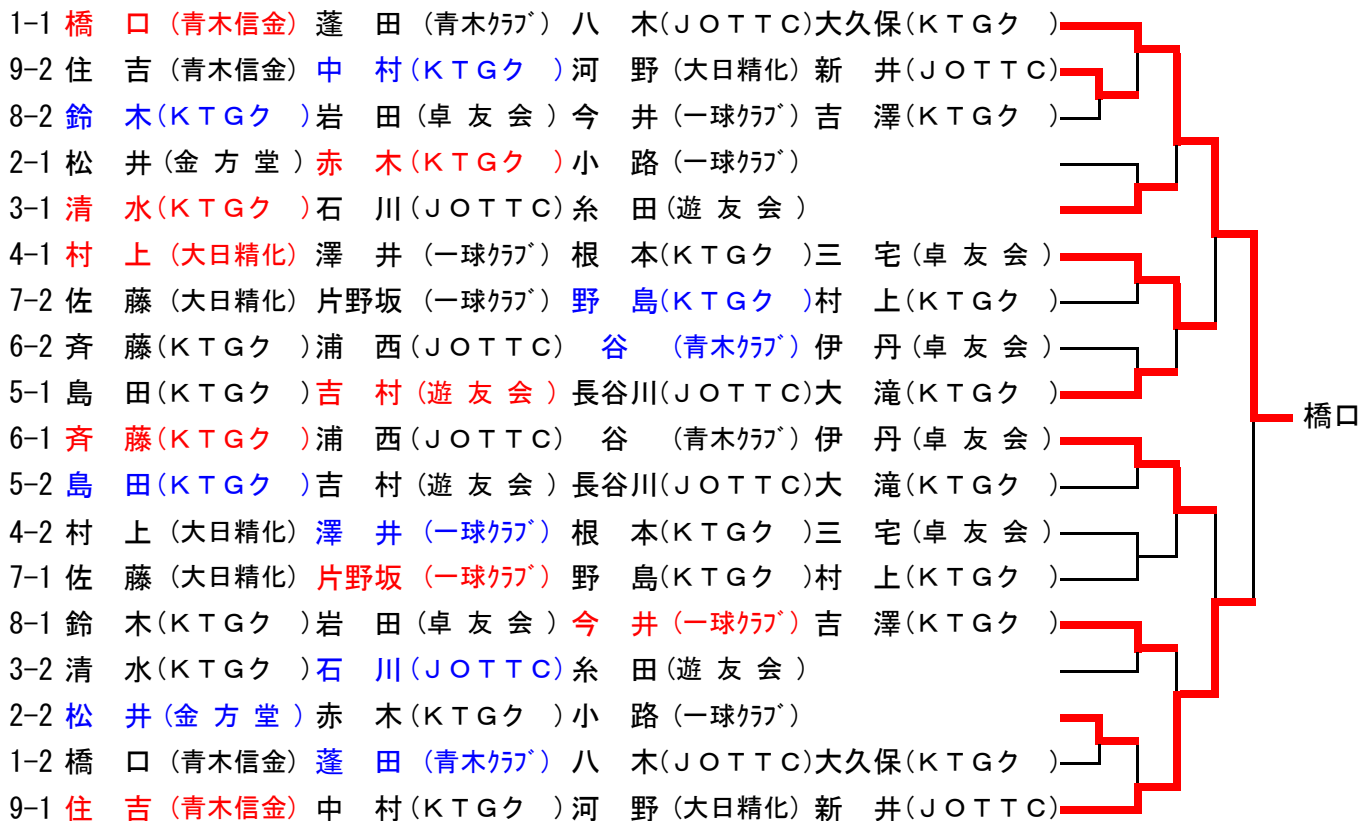 1-1 橋　口 (青木信金) 蓬　田 (青木ｸﾗﾌﾞ) 八　木(ＪＯＴＴＣ)大久保(ＫＴＧク　)
9-2 住　吉 (青木信金) 中　村(ＫＴＧク　)河　野 (大日精化) 新　井(ＪＯＴＴＣ)
8-2 鈴　木(ＫＴＧク　)岩　田 (卓 友 会 ) 今　井 (一球ｸﾗﾌﾞ) 吉　澤(ＫＴＧク　)
2-1 松　井 (金 方 堂 ) 赤　木(ＫＴＧク　)小　路 (一球ｸﾗﾌﾞ)
3-1 清　水(ＫＴＧク　)石　川(ＪＯＴＴＣ)糸　田 (遊 友 会 )
4-1 村　上 (大日精化) 澤　井 (一球ｸﾗﾌﾞ) 根　本(ＫＴＧク　)三　宅 (卓 友 会 )
7-2 佐　藤 (大日精化) 片野坂 (一球ｸﾗﾌﾞ) 野　島(ＫＴＧク　)村　上(ＫＴＧク　)
6-2 斉　藤(ＫＴＧク　)浦　西(ＪＯＴＴＣ)　谷　 (青木ｸﾗﾌﾞ) 伊　丹 (卓 友 会 )
5-1 島　田(ＫＴＧク　)吉　村 (遊 友 会 ) 長谷川(ＪＯＴＴＣ)大　滝(ＫＴＧク　)
橋口
6-1 斉　藤(ＫＴＧク　)浦　西(ＪＯＴＴＣ)　谷　 (青木ｸﾗﾌﾞ) 伊　丹 (卓 友 会 )
5-2 島　田(ＫＴＧク　)吉　村 (遊 友 会 ) 長谷川(ＪＯＴＴＣ)大　滝(ＫＴＧク　)
4-2 村　上 (大日精化) 澤　井 (一球ｸﾗﾌﾞ) 根　本(ＫＴＧク　)三　宅 (卓 友 会 )
7-1 佐　藤 (大日精化) 片野坂 (一球ｸﾗﾌﾞ) 野　島(ＫＴＧク　)村　上(ＫＴＧク　)
8-1 鈴　木(ＫＴＧク　)岩　田 (卓 友 会 ) 今　井 (一球ｸﾗﾌﾞ) 吉　澤(ＫＴＧク　)
3-2 清　水(ＫＴＧク　)石　川(ＪＯＴＴＣ)糸　田 (遊 友 会 )
2-2 松　井 (金 方 堂 ) 赤　木(ＫＴＧク　)小　路 (一球ｸﾗﾌﾞ)
1-2 橋　口 (青木信金) 蓬　田 (青木ｸﾗﾌﾞ) 八　木(ＪＯＴＴＣ)大久保(ＫＴＧク　)
9-1 住　吉 (青木信金) 中　村(ＫＴＧク　)河　野 (大日精化) 新　井(ＪＯＴＴＣ)